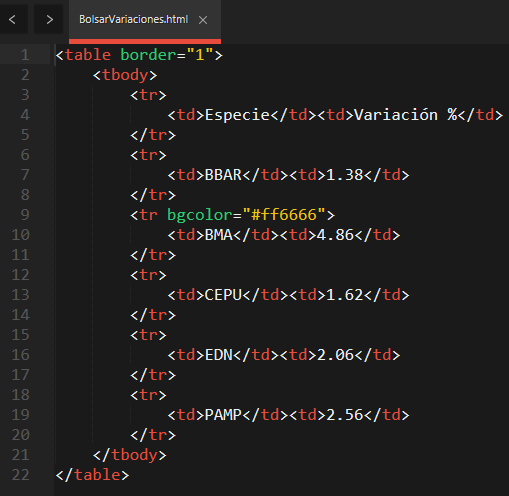 < > BolsarVariaciones.html ×
1 <table border="1">
2     <tbody>
3         <tr>
4             <td>Especie</td><td>Variación %</td>
5         </tr>
6         <tr>
7             <td>BBAR</td><td>1.38</td>
8         </tr>
9         <tr bgcolor="#ff6666">
10             <td>BMA</td><td>4.86</td>
11         </tr>
12         <tr>
13             <td>CEPU</td><td>1.62</td>
14         </tr>
15         <tr>
16             <td>EDN</td><td>2.06</td>
17         </tr>
18         <tr>
19             <td>PAMP</td><td>2.56</td>
20         </tr>
21     </tbody>
22 </table>